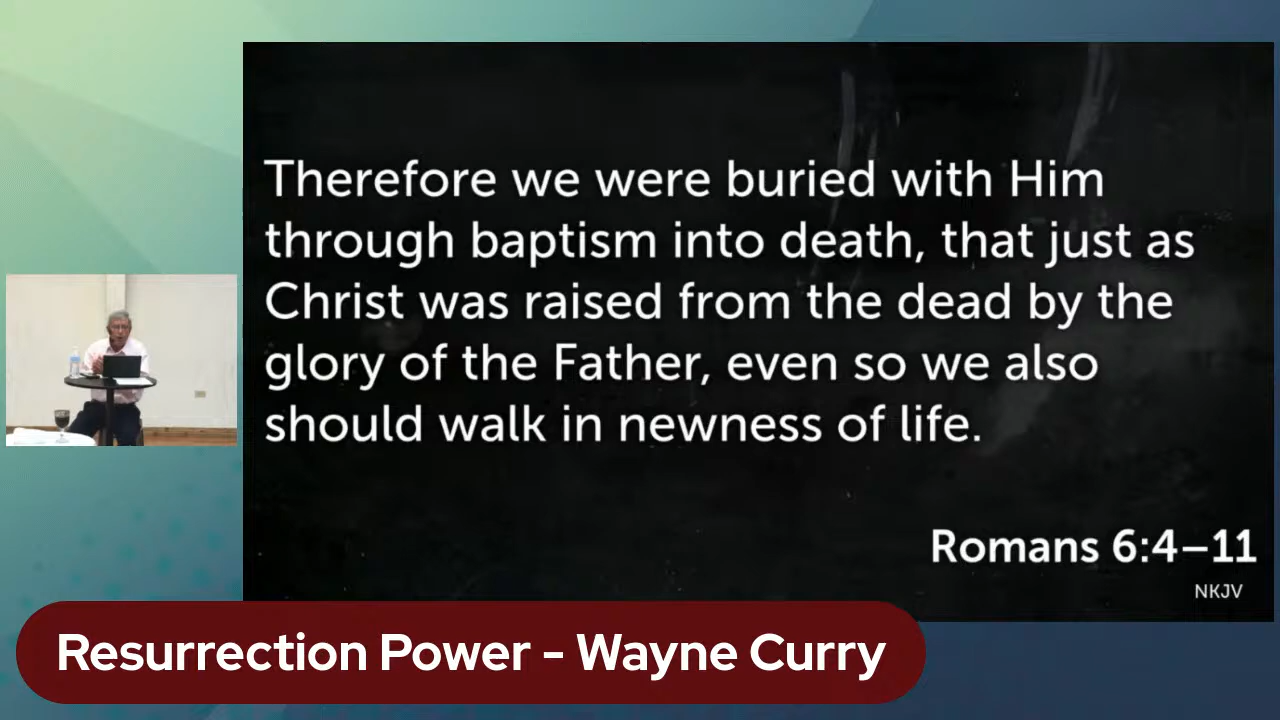 Therefore we were buried with Him
through baptism into death, that just as
Christ was raised from the dead by the
glory of the Father, even so we also
should walk in newness of life.
Romans 6:4–11
NKJV
Resurrection Power - Wayne Curry